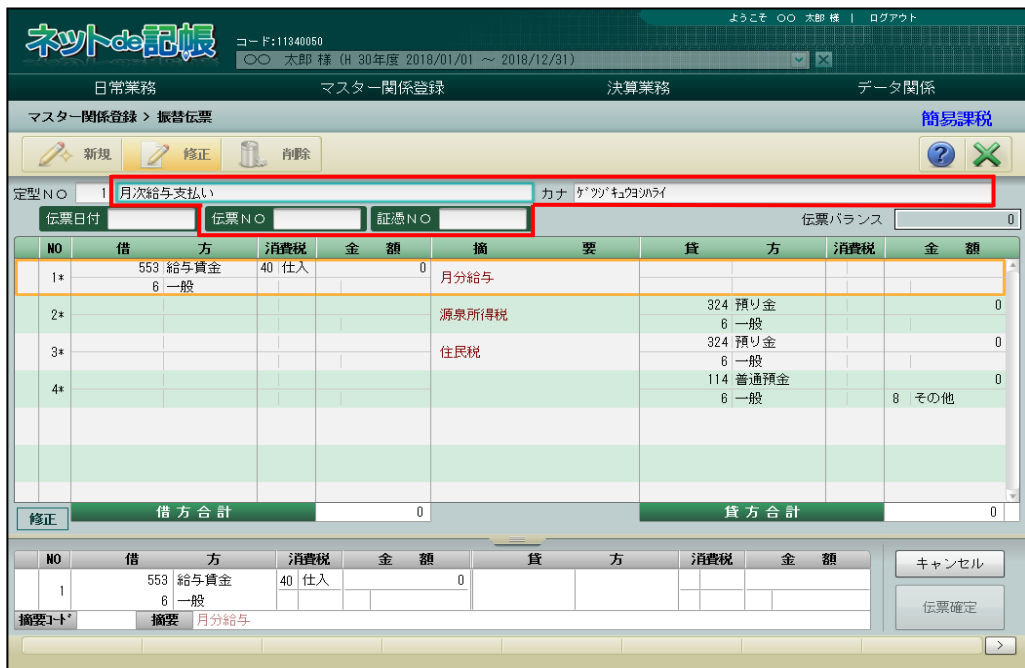 ようこそ 〇〇 太郎 様 | ログアウト
ネットde記帳
コード:11340050
〇〇 太郎 様 (H 30年度 2018/01/01 ～ 2018/12/31)
日常業務 マスター関係登録 決算業務 データ関係
マスター関係登録 > 振替伝票 簡易課税
新規 修正 削除 ?
定型NO 1 月次給与支払い カナ ｹﾞﾂｼﾞｷｭｳﾖｼﾊﾗｲ
伝票日付 伝票NO 証憑NO 伝票バランス 0
NO 借方 消費税 金額 摘要 貸方 消費税 金額
1* 553 給与賃金 40 仕入 0 月分給与
6 一般
2* 源泉所得税 324 預り金 0
6 一般
3* 住民税 324 預り金 0
6 一般
4* 114 普通預金 0
6 一般 8 その他
修正 借方合計 0 貸方合計 0
NO 借方 消費税 金額 貸方 消費税 金額 キャンセル
1 553 給与賃金 40 仕入 0
6 一般 伝票確定
摘要ｺｰﾄﾞ 摘要 月分給与
>